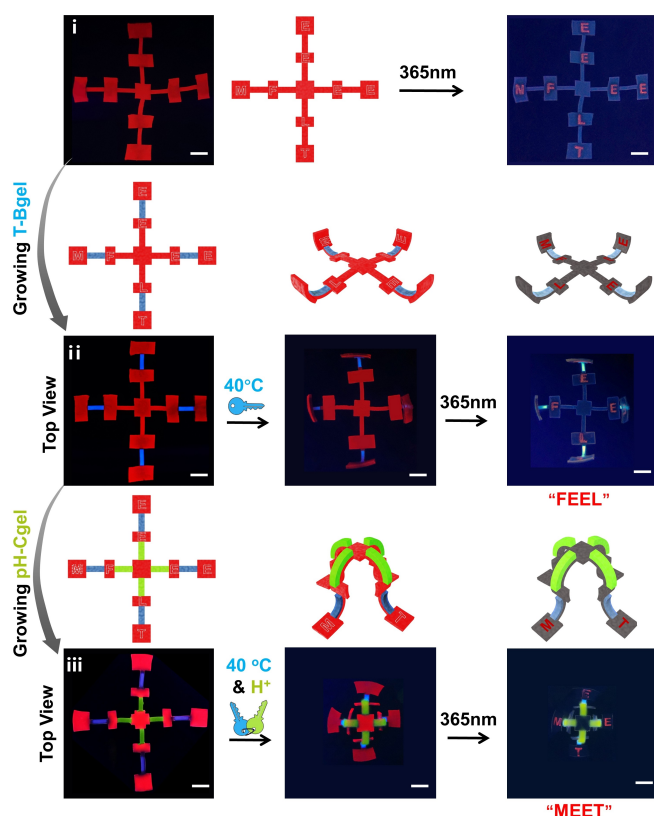 i
E
E
M F E E
L
T
365nm
E
E
N F E E
L
T
Growing T-Bgel
E
E
M F E E
L
T
M E
L E
M E
L E
ii
Top View
40°C
365nm
E
F E
L
"FEEL"
Growing pH-Cgel
E
E
M F E E
L
T
M T
M T
iii
Top View
40 °C
& H⁺
365nm
E
M E
T
"MEET"